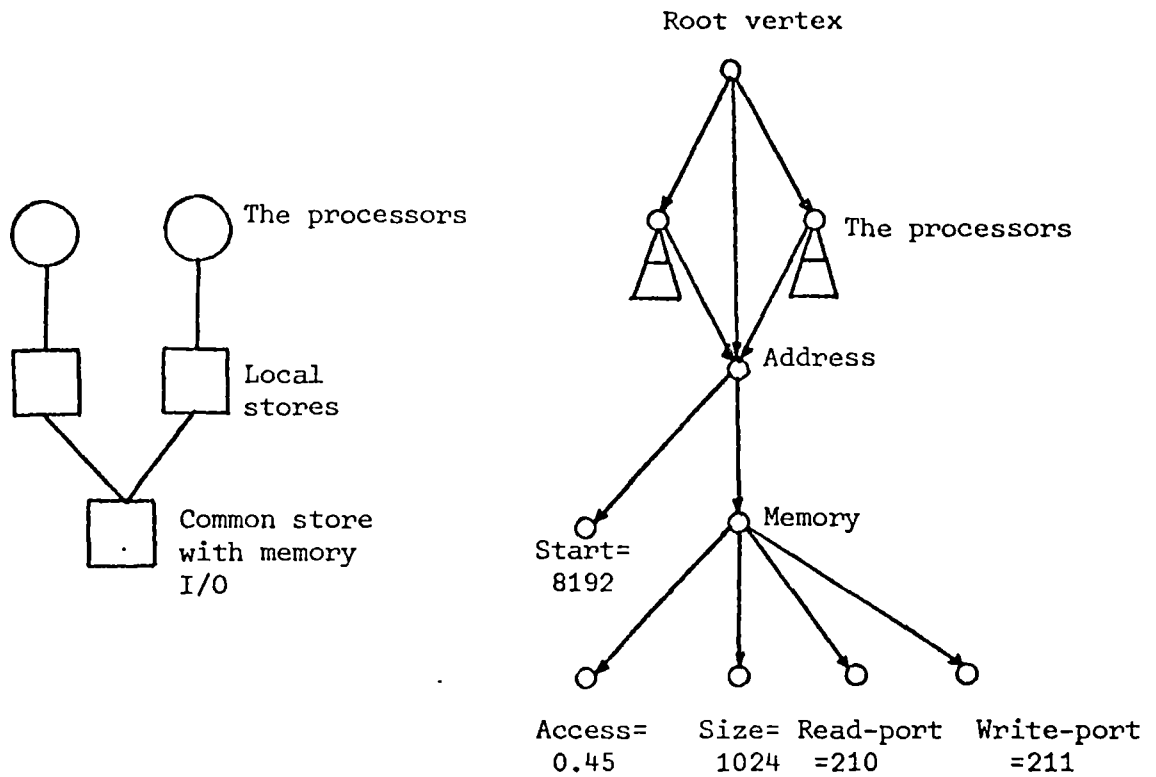 Root vertex
The processors
The processors
Local
stores
Address
Common store
with memory
I/O
Memory
Start=
8192
Access=
0.45
Size=
1024
Read-port
=210
Write-port
=211